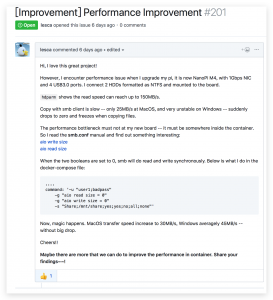 [Improvement] Performance Improvement #201
Open lesca opened this issue 6 days ago · 0 comments
lesca commented 6 days ago • edited
Hi, I love this great project!
However, I encounter performance issue when I upgrade my pi. It is now NanoPi M4, with 1Gbps NIC
and 4 USB3.0 ports. I connect 2 HDDs formatted as NTFS and mounted to the board.
hdparm shows the read speed can reach up to 150MB/s.
Copy with smb client is slow -- only 25MB/s at MacOS, and very unstable on Windows -- suddenly
drops to zero and freezes when copying files.
The performance bottleneck must not at my new board -- it must be somewhere inside the container.
So I read the smb.conf manual and find out something interesting:
aio write size
aio read size
When the two booleans are set to 0, smb will do read and write synchronously. Below is what I do in the
docker-compose file:
....
command: '-u "user1;badpass"
-g "aio read size = 0"
-g "aio write size = 0"
-s "Share;/mnt/share;yes;yes;no;all;none"'
Now, magic happens. MacOS transfer speed increase to 30MB/s, Windows averagely 45MB/s --
without big drop.
Cheers!!
Maybe there are more that we can do to improve the performance in container. Share your
findings~~!
👍 1